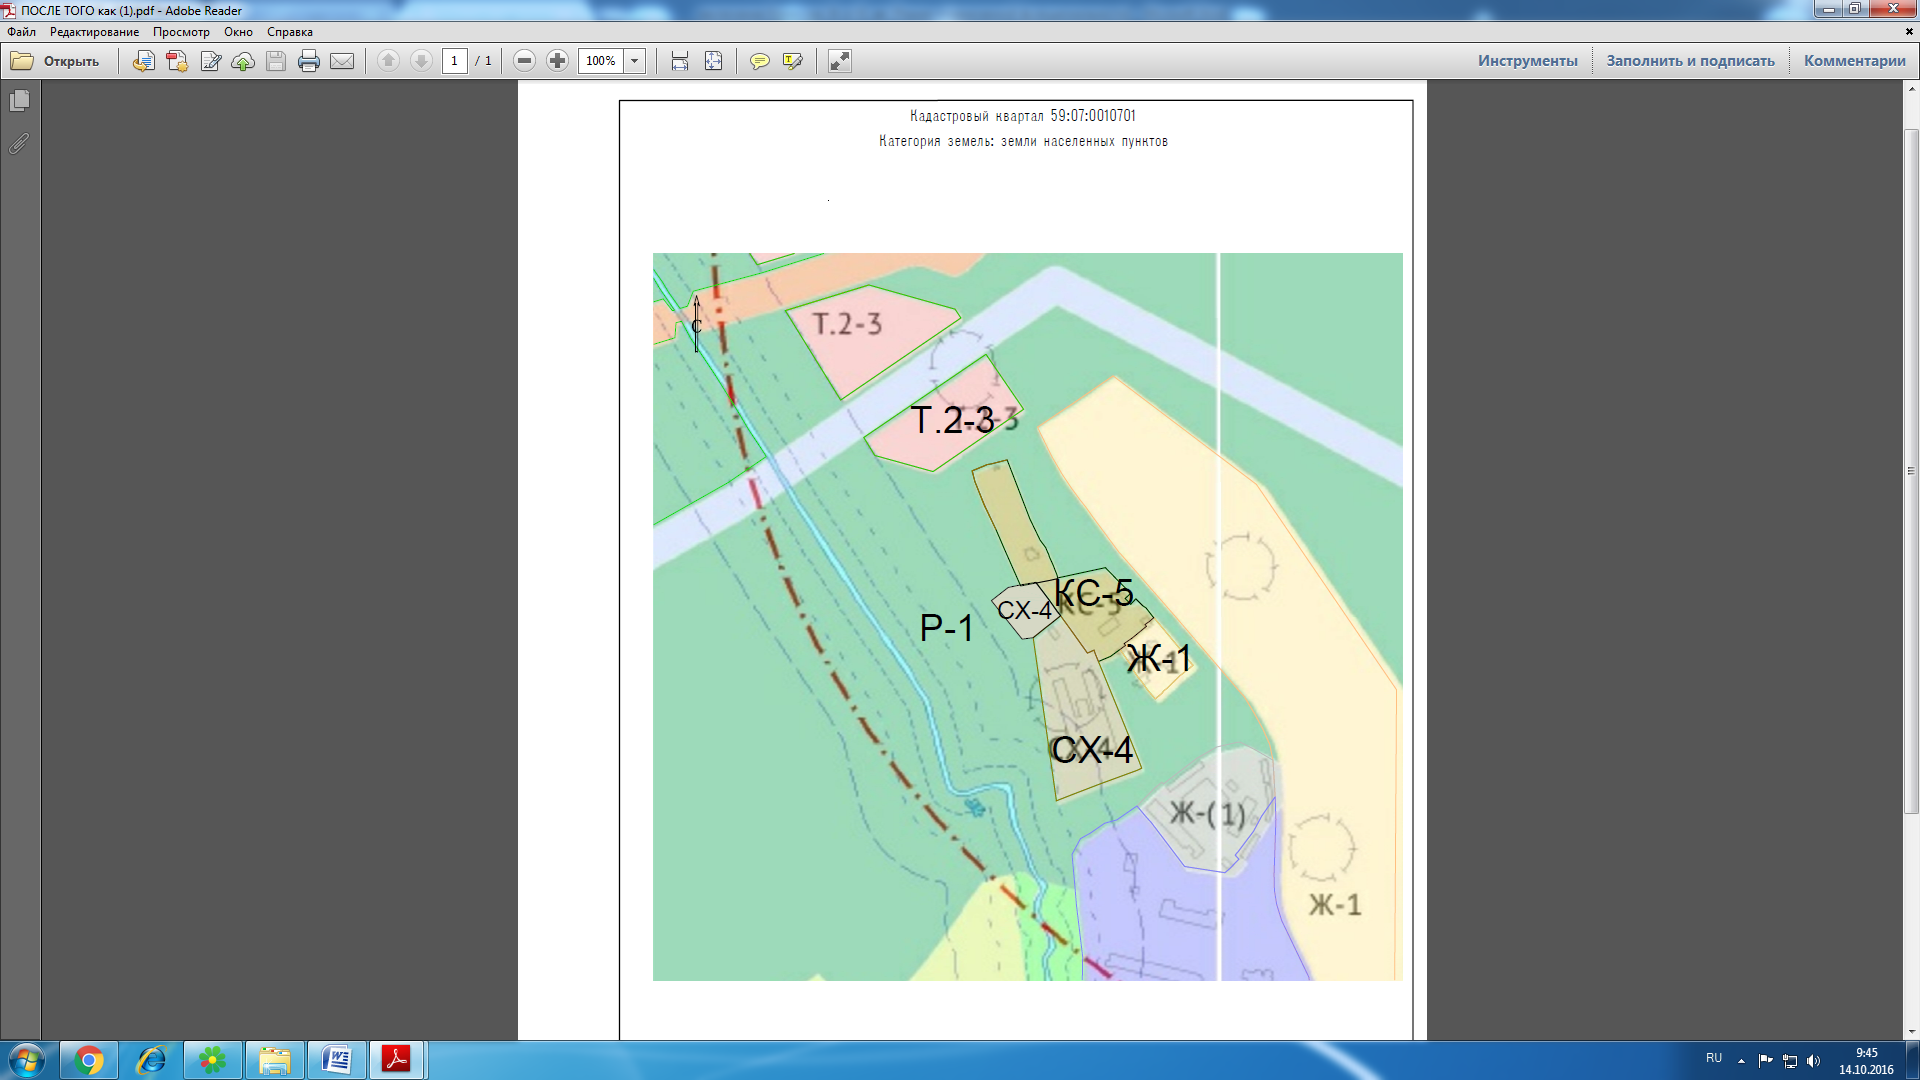 ПОСЛЕ ТОГО как (1).pdf - Adobe Reader
Файл Редактирование Просмотр Окно Справка
Открыть 1 / 1 100% Инструменты Заполнить и подписать Комментарии
Кадастровый квартал 59:07:0010701
Категория земель: земли населенных пунктов
С
Т.2-3
Т.2-3
КС-5
СХ-4
Р-1
Ж-1
СХ-4
Ж-(1)
Ж-1
RU 9:45
14.10.2016